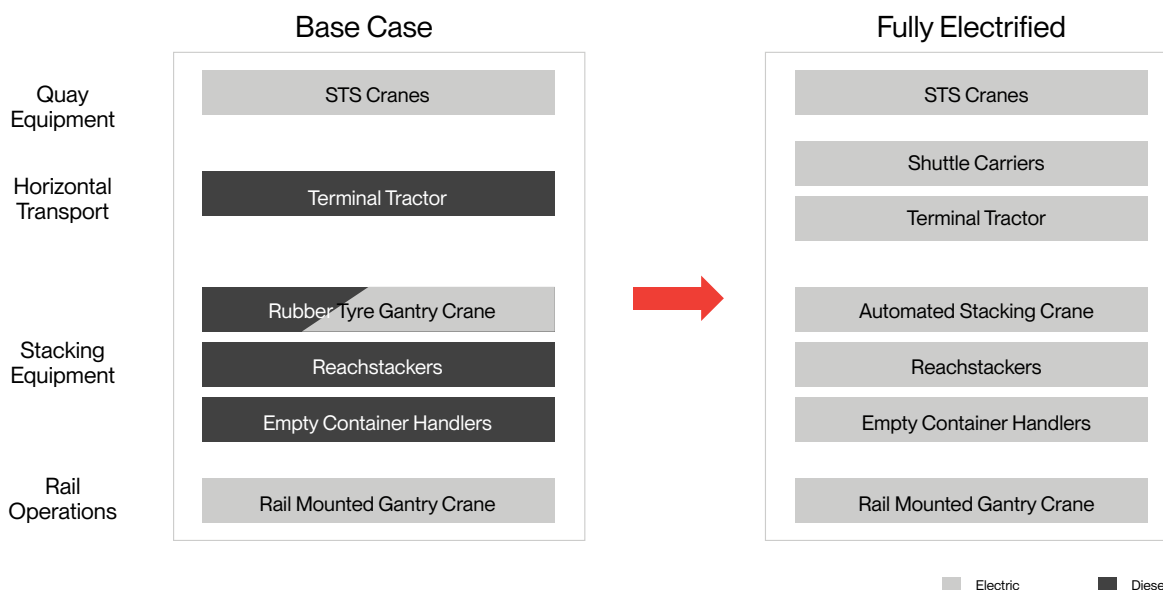 Base Case
Fully Electrified
Quay
Equipment
STS Cranes
STS Cranes
Horizontal
Transport
Terminal Tractor
Shuttle Carriers
Terminal Tractor
Stacking
Equipment
Rubber Tyre Gantry Crane
Reachstackers
Empty Container Handlers
Automated Stacking Crane
Reachstackers
Empty Container Handlers
Rail
Operations
Rail Mounted Gantry Crane
Rail Mounted Gantry Crane
Electric
Diese